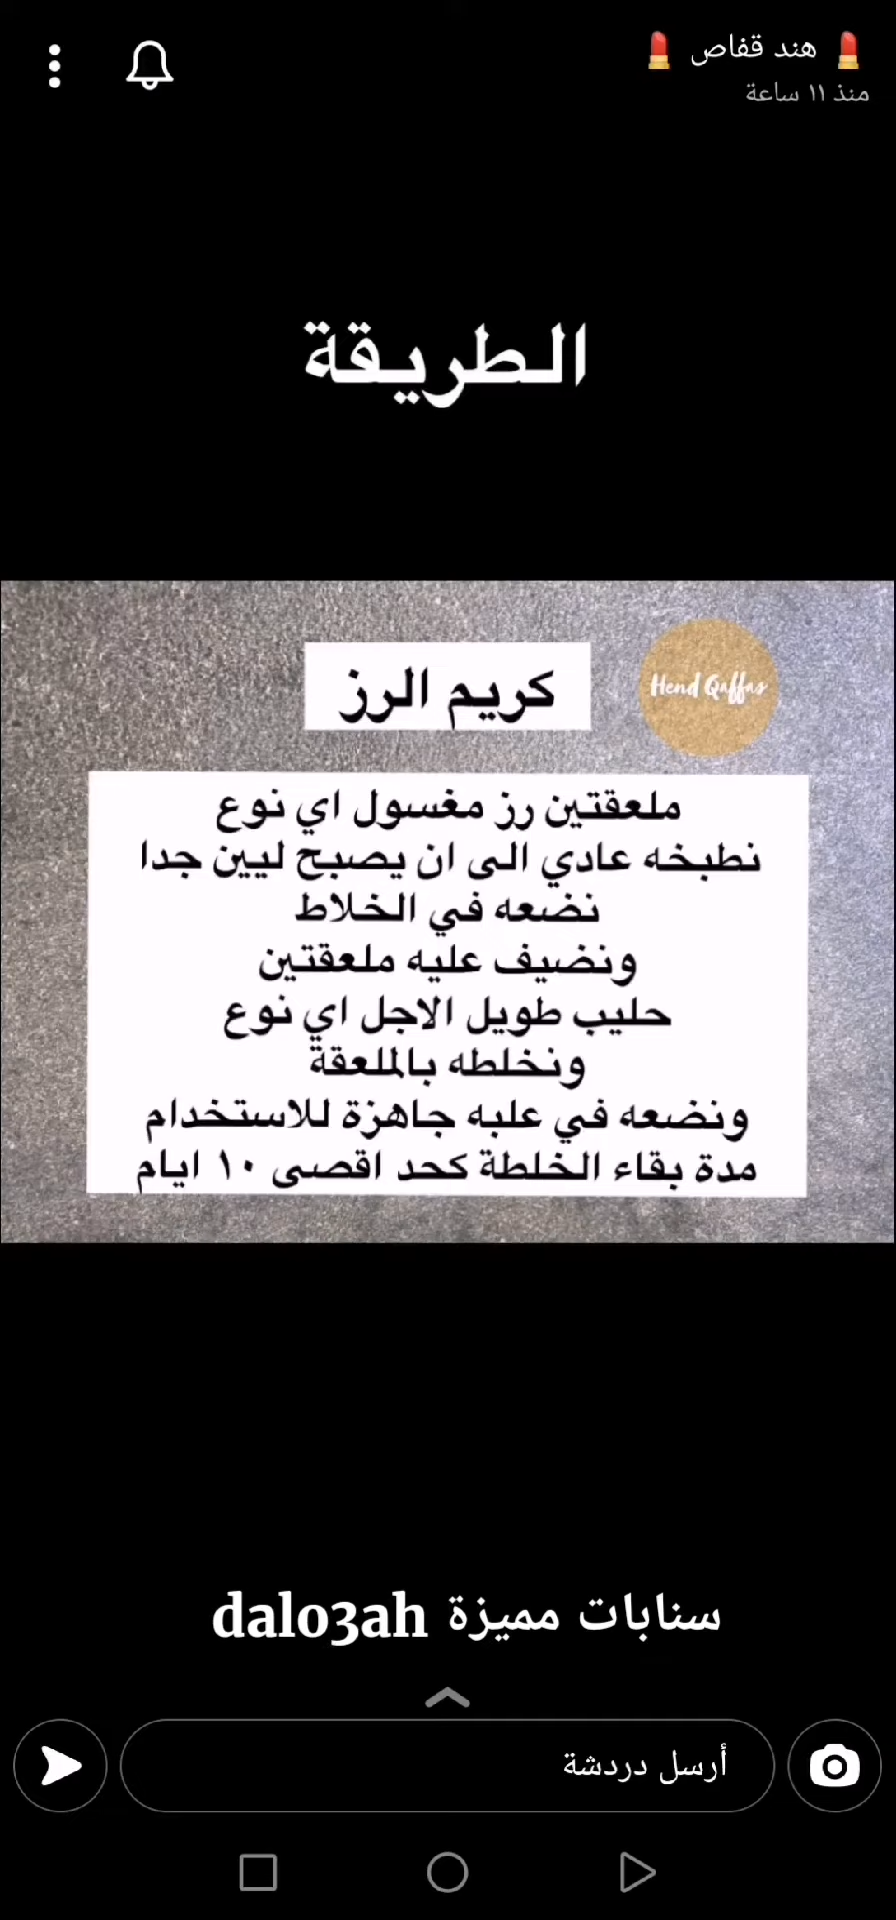 💄 هند قفاص 💄
منذ ١١ ساعة
الطريقة
Hend Qaffas
كريم الرز
ملعقتين رز مغسول اي نوع
نطبخه عادي الى ان يصبح ليين جدا
نضعه في الخلاط
ونضيف عليه ملعقتين
حليب طويل الاجل اي نوع
ونخلطه بالملعقة
ونضعه في علبه جاهزة للاستخدام
مدة بقاء الخلطة كحد اقصى ١٠ ايام
سنابات مميزة dalo3ah
أرسل دردشة